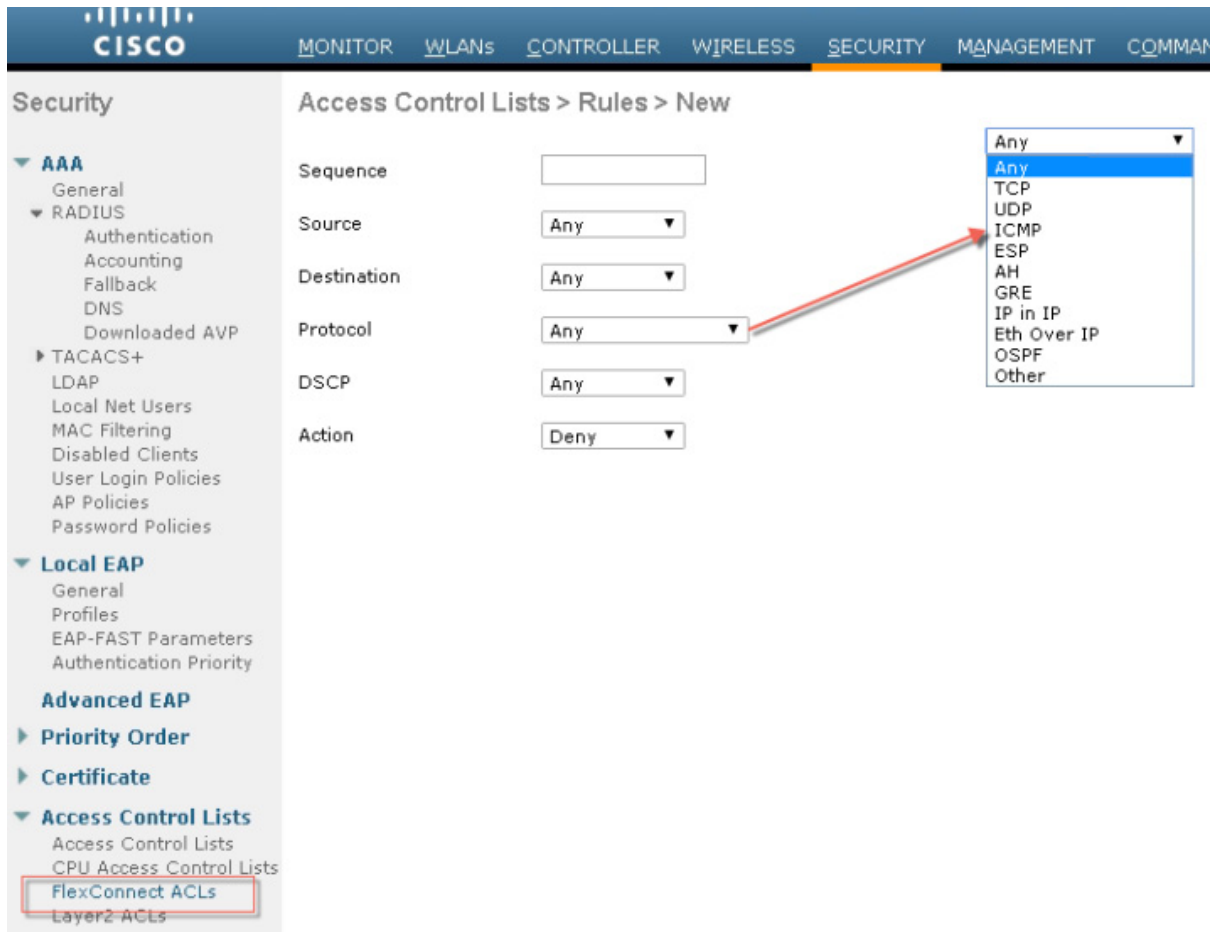 CISCO
MONITOR WLANs CONTROLLER WIRELESS SECURITY MANAGEMENT
Security
AAA
General
RADIUS
Authentication
Accounting
Fallback
DNS
Downloaded AVP
TACACS+
LDAP
Local Net Users
MAC Filtering
Disabled Clients
User Login Policies
AP Policies
Password Policies
Local EAP
General
Profiles
EAP-FAST Parameters
Authentication Priority
Advanced EAP
Priority Order
Certificate
Access Control Lists
Access Control Lists
CPU Access Control Lists
FlexConnect ACLs
Layer2 ACLs
Access Control Lists > Rules > New
Sequence
Source Any
Destination Any
Protocol Any
DSCP Any
Action Deny
Any
Any
TCP
UDP
ICMP
ESP
AH
GRE
IP in IP
Eth Over IP
OSPF
Other